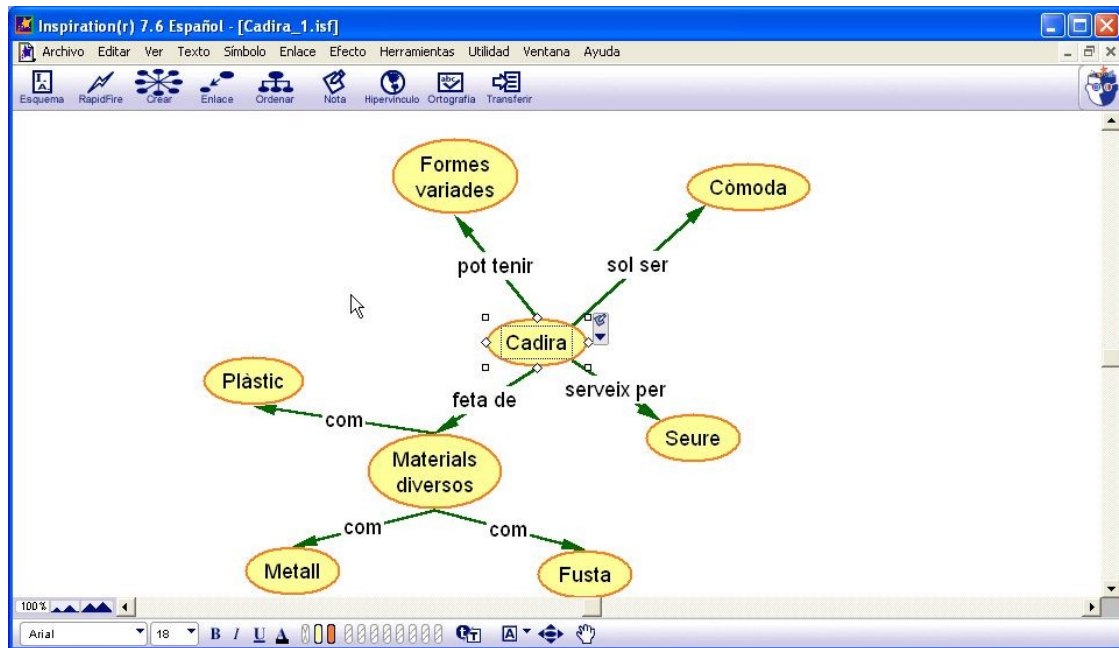 Inspiration(r) 7.6 Español - [Cadira_1.isf]
Archivo Editar Ver Texto Símbolo Enlace Efecto Herramientas Utilidad Ventana Ayuda
Esquema RapidFire Crear Enlace Ordenar Nota Hipervínculo Ortografía Transferir
Formes
variades
Còmoda
pot tenir
sol ser
Cadira
Plàstic
feta de
serveix per
com
Seure
Materials
diversos
com
com
Metall
Fusta
100%
Arial 18 B I U A